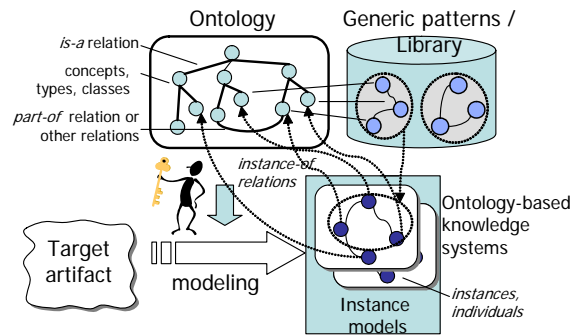 Ontology
Generic patterns /
Library
is-a relation
concepts,
types, classes
part-of relation or
other relations
instance-of
relations
Ontology-based
knowledge
systems
Target
artifact
modeling
Instance
models
instances,
individuals